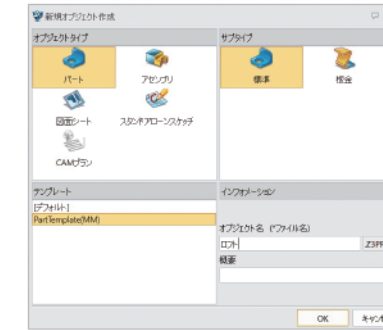 新規オブジェクト作成
オブジェクトタイプ
パート
アセンブリ
図面シート
スタンドアローンスケッチ
CAMプラン
サブタイプ
標準
板金
テンプレート
[デフォルト]
PartTemplate(MM)
インフォメーション
オブジェクト名 (*ファイル名)
ロフト
.Z3PR
概要
OK
キャンセ